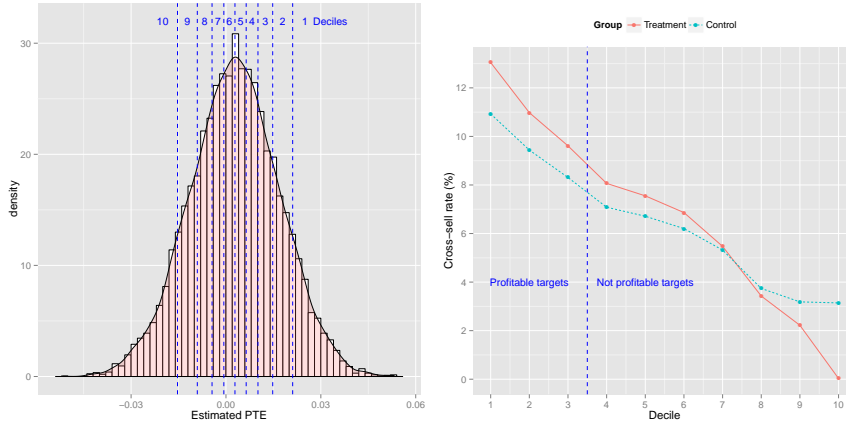 10 9 8 7 6 5 4 3 2 1 Deciles
30
20
10
0
density
−0.03 0.00 0.03 0.06
Estimated PTE
Group Treatment Control
12
10
8
6
4
2
0
Cross−sell rate (%)
Profitable targets Not profitable targets
1 2 3 4 5 6 7 8 9 10
Decile